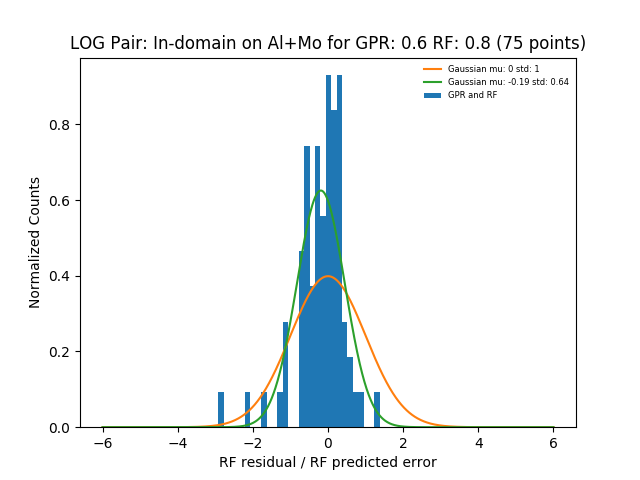 LOG Pair: In-domain on Al+Mo for GPR: 0.6 RF: 0.8 (75 points)
Gaussian mu: 0 std: 1
Gaussian mu: -0.19 std: 0.64
GPR and RF
Normalized Counts
0.8
0.6
0.4
0.2
0.0
−6 −4 −2 0 2 4 6
RF residual / RF predicted error